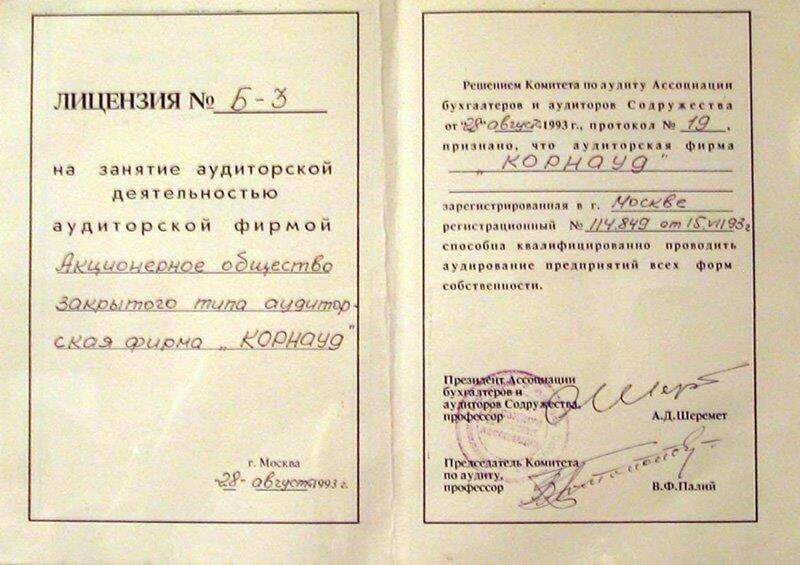 ЛИЦЕНЗИЯ № Б-3
на занятие аудиторской
деятельностью
аудиторской фирмой
Акционерное общество
закрытого типа аудитор-
ская фирма „КОРНАУД"
г. Москва
"28" август 1993 г.
Решением Комитета по аудиту Ассоциации
бухгалтеров и аудиторов Содружества
от "28" август 1993 г., протокол № 19,
признано, что аудиторская фирма
„КОРНАУД"
зарегистрированная в г. Москве
регистрационный № 114.849 от 15.VII 93г
способна квалифицированно проводить
аудирование предприятий всех форм
собственности.
Президент Ассоциации
бухгалтеров и
аудиторов Содружества,
профессор А.Д.Шеремет
Председатель Комитета
по аудиту,
профессор В.Ф.Палий